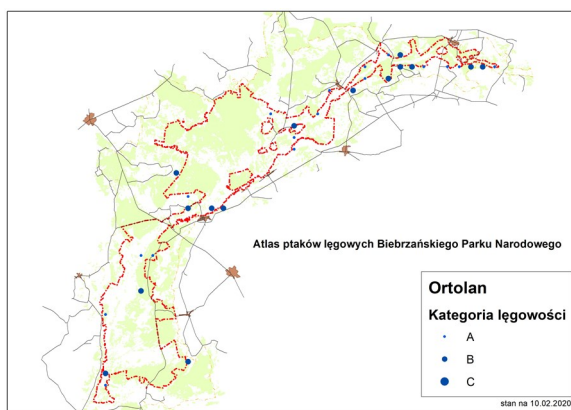 Atlas ptaków lęgowych Biebrzańskiego Parku Narodowego
Ortolan
Kategoria lęgowości
A
B
C
stan na 10.02.2020